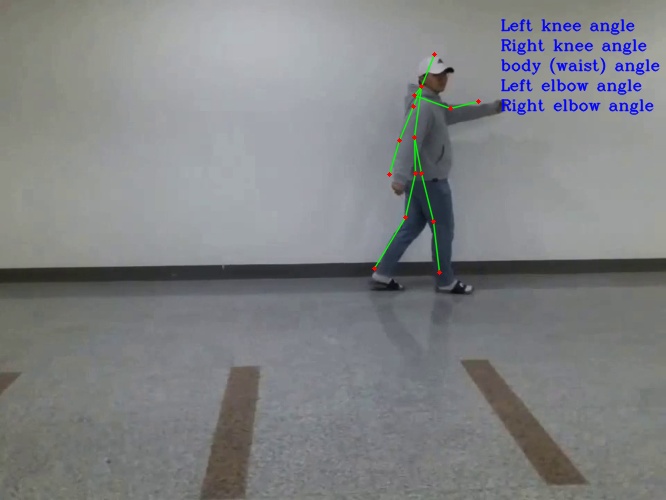 Left knee angle
Right knee angle
body (waist) angle
Left elbow angle
Right elbow angle